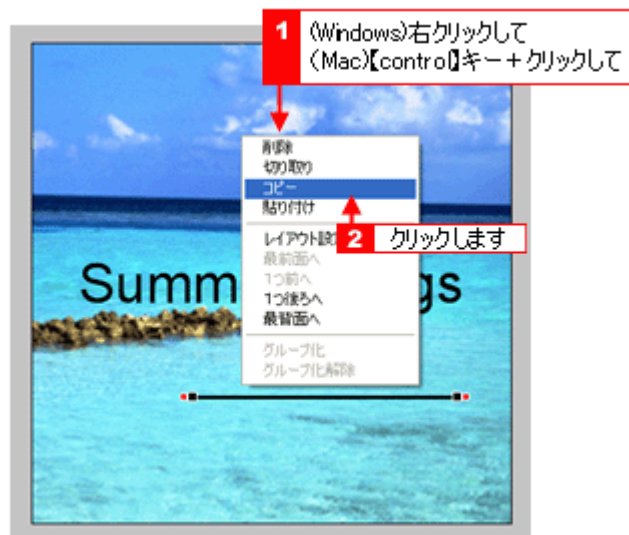 1 (Windows)右クリックして
(Mac)【control】キー+クリックして
削除
切り取り
コピー
貼り付け
レイアウト設
2 クリックします
最前面へ
1つ前へ
Summ gs
1つ後ろへ
最背面へ
グループ化
グループ化解除